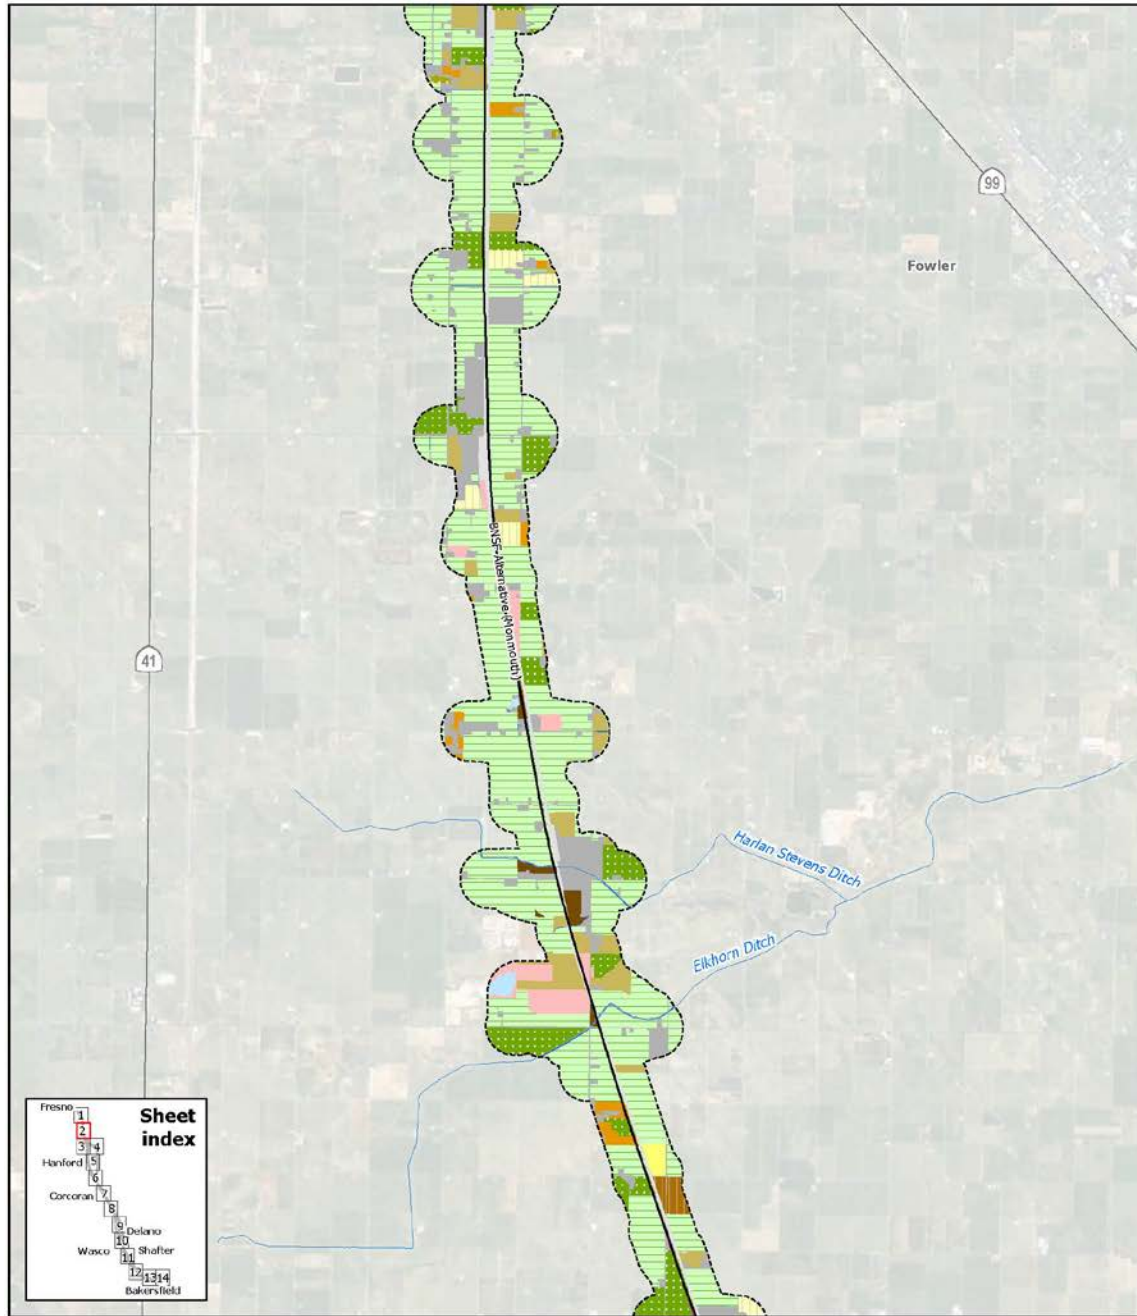 99
Fowler
BNSF Alternative (Monmouth)
41
Harlan Stevens Ditch
Elkhorn Ditch
Sheet
index
Fresno
1
2
3
4
Hanford
5
6
Corcoran
7
8
9
Delano
10
Wasco
11
Shafter
12
13
14
Bakersfield